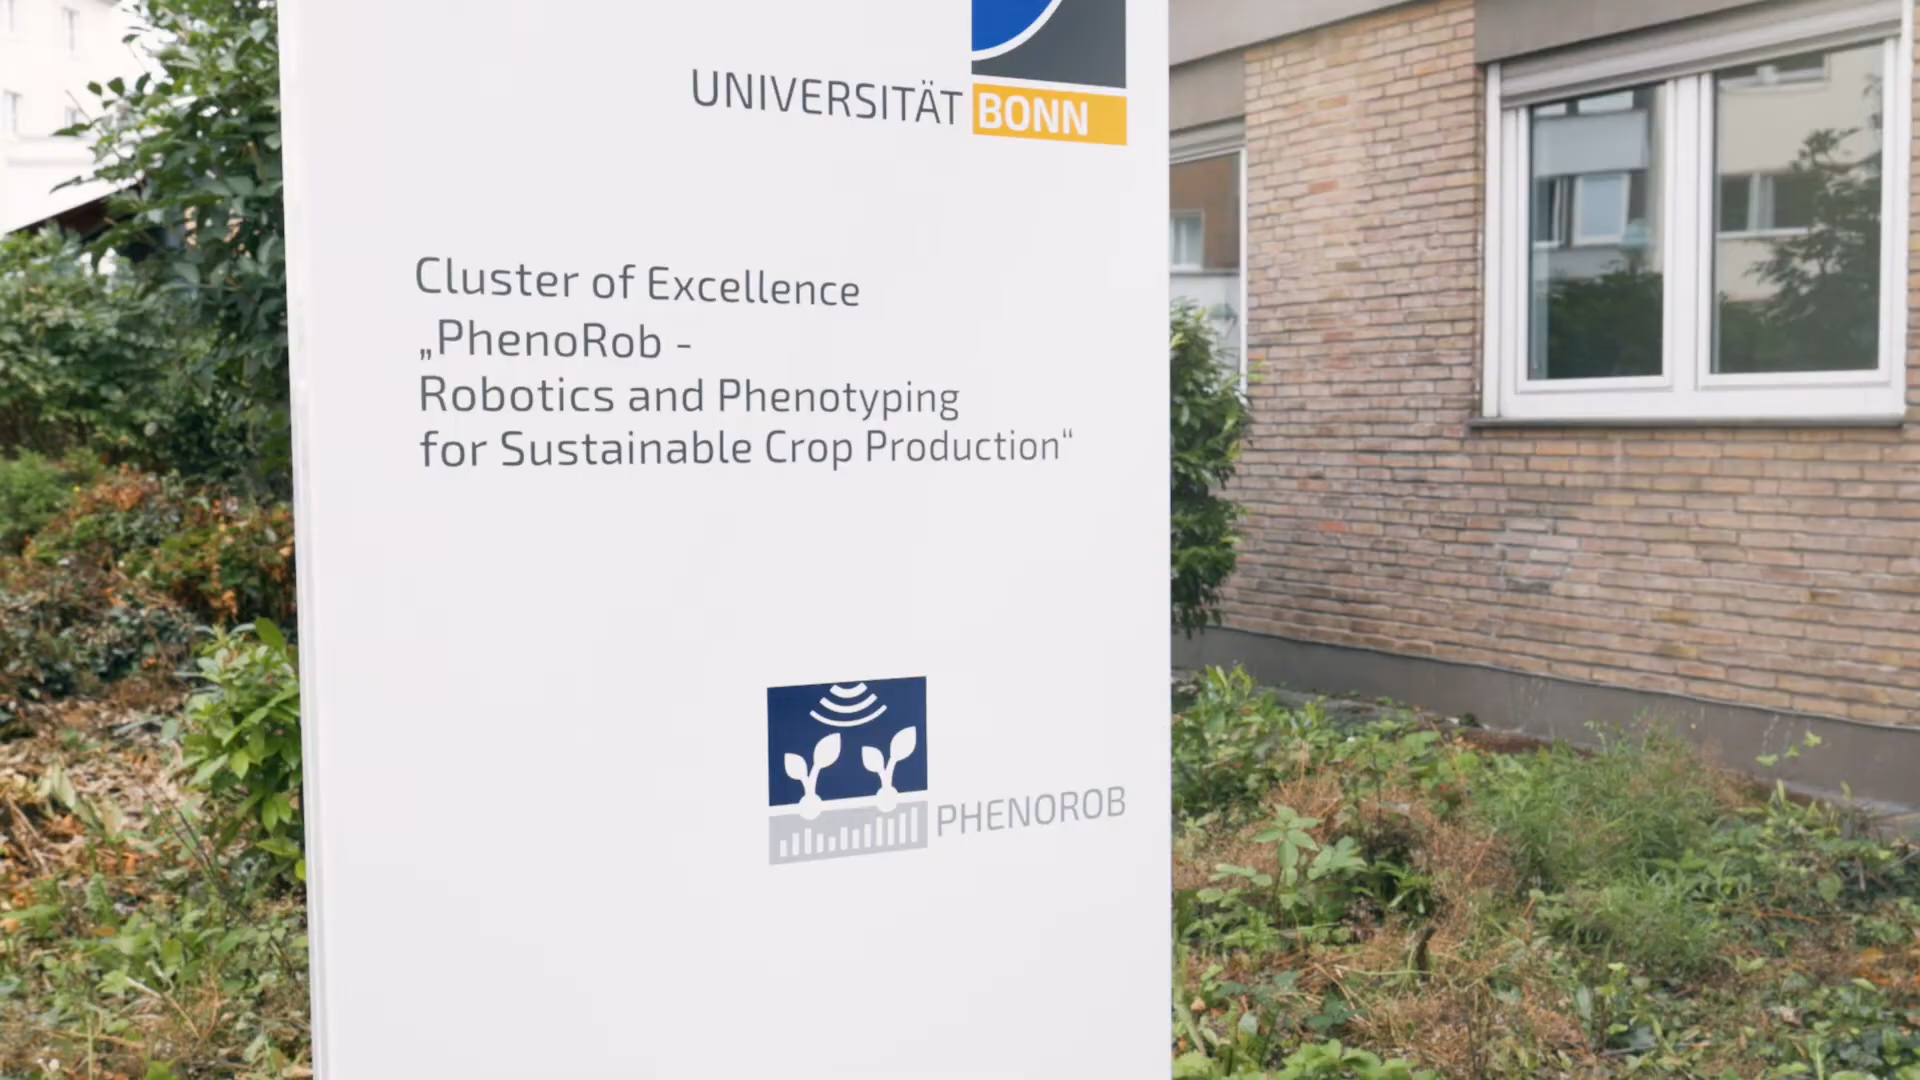 UNIVERSITÄT BONN
Cluster of Excellence
„PhenoRob -
Robotics and Phenotyping
for Sustainable Crop Production“
PHENOROB